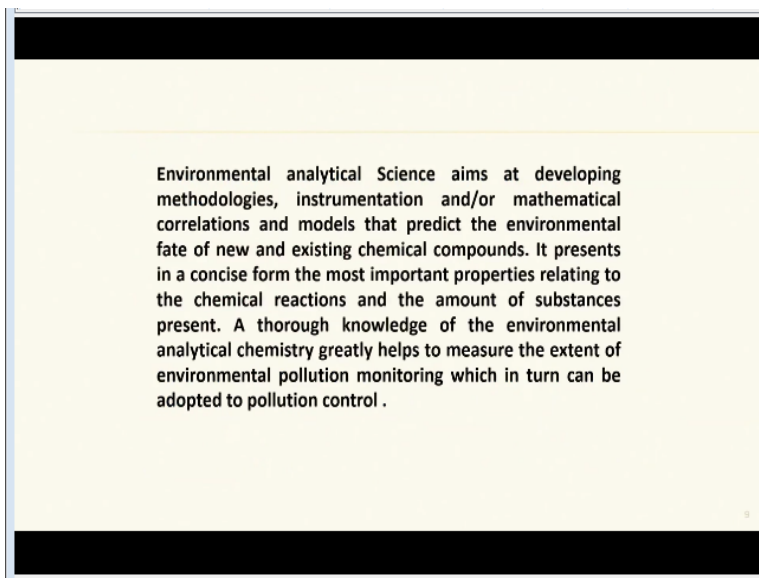 Environmental analytical Science aims at developing
methodologies, instrumentation and/or mathematical
correlations and models that predict the environmental
fate of new and existing chemical compounds. It presents
in a concise form the most important properties relating to
the chemical reactions and the amount of substances
present. A thorough knowledge of the environmental
analytical chemistry greatly helps to measure the extent of
environmental pollution monitoring which in turn can be
adopted to pollution control .
9